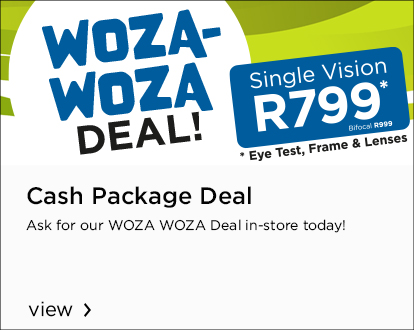 WOZA-
WOZA
DEAL!
Single Vision
R799*
Bifocal R999
* Eye Test, Frame & Lenses
Cash Package Deal
Ask for our WOZA WOZA Deal in-store today!
view >